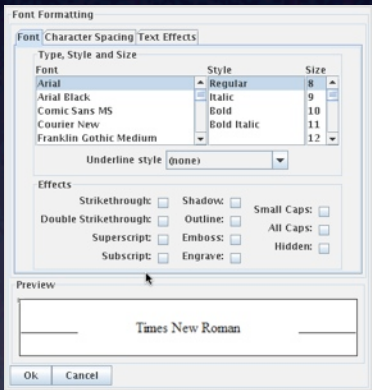 Font Formatting
Font Character Spacing Text Effects
Type, Style and Size
Font Style Size
Arial Regular 8
Arial Black Italic 9
Comic Sans MS Bold 10
Courier New Bold Italic 11
Franklin Gothic Medium 12
Underline style (none)
Effects
Strikethrough: Shadow: Small Caps:
Double Strikethrough: Outline: All Caps:
Superscript: Emboss: Hidden:
Subscript: Engrave:
Preview
Times New Roman
Ok Cancel